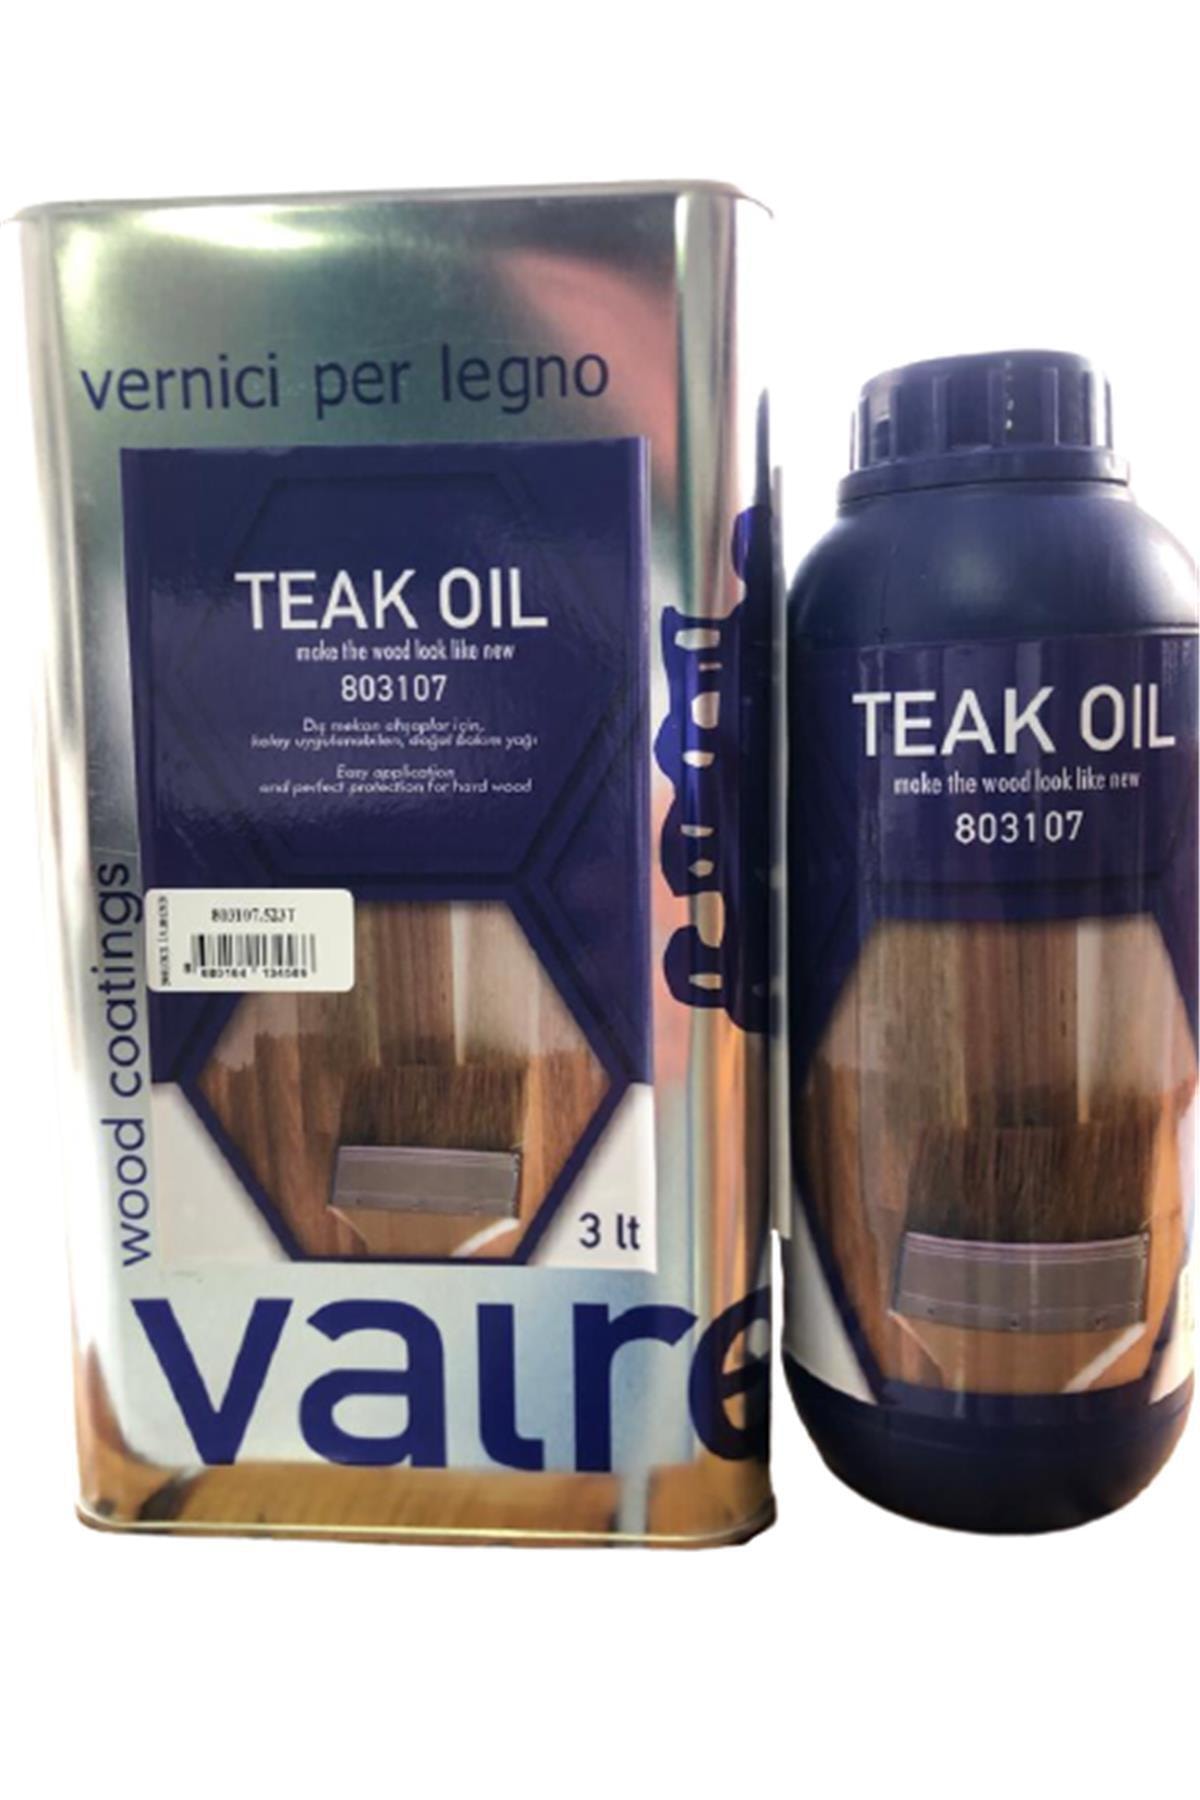 vernici per legno
TEAK OIL
make the wood look like new
803107
Dış mekan ahşaplar için,
kolay uygulanabilen, doğal bakım yağı
Easy application
and perfect protection for hard wood
803107.523T
3 lt
wood coatings
valre
TEAK OIL
make the wood look like new
803107